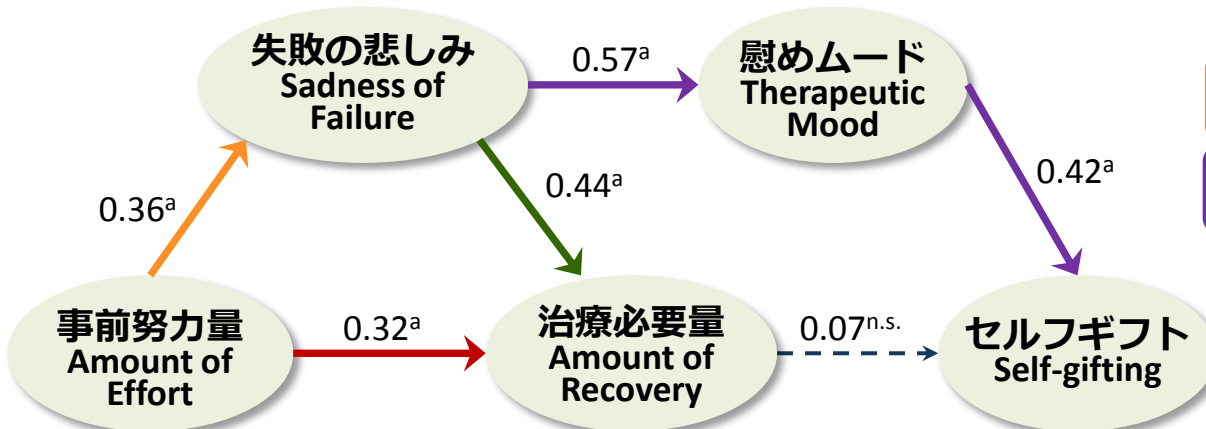 失敗の悲しみ
Sadness of
Failure
0.57a
慰めムード
Therapeutic
Mood
0.36a
0.44a
0.42a
事前努力量
Amount of
Effort
0.32a
治療必要量
Amount of
Recovery
0.07n.s.
セルフギフト
Self-gifting